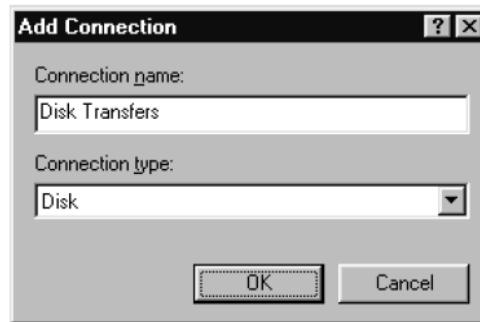 Add Connection
Connection name:
Disk Transfers
Connection type:
Disk
OK Cancel